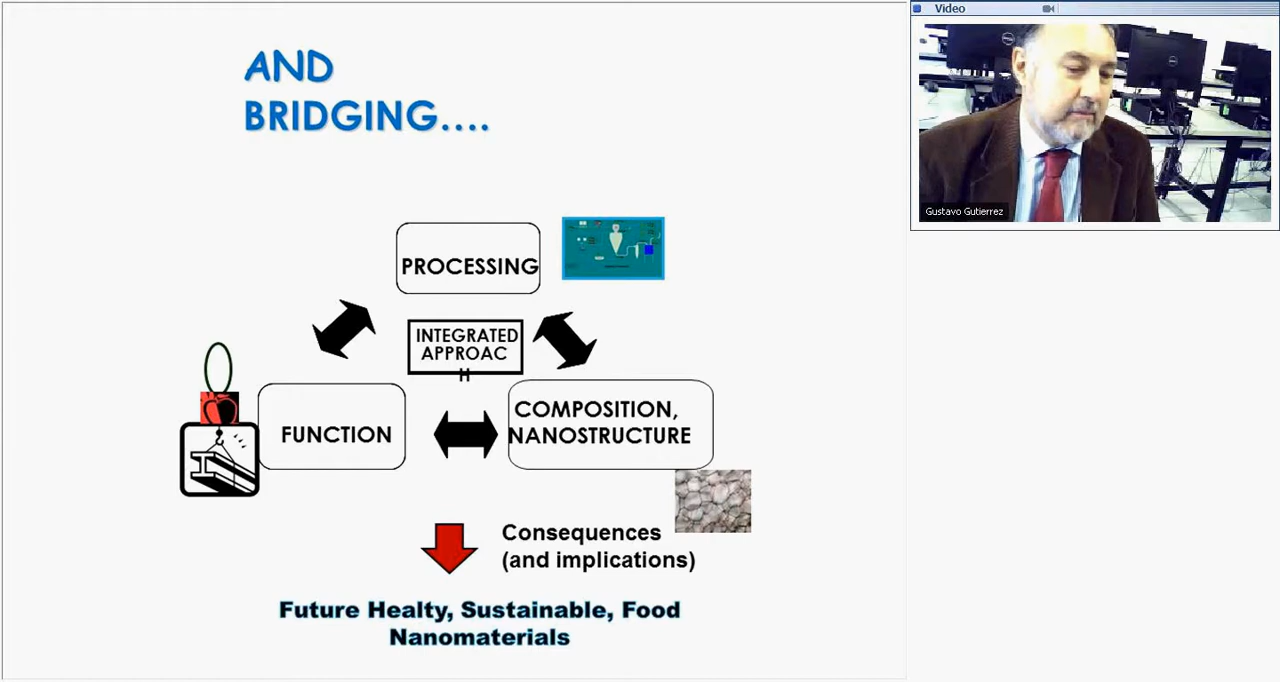 AND
BRIDGING....
PROCESSING
INTEGRATED
APPROAC
H
FUNCTION
COMPOSITION,
NANOSTRUCTURE
Consequences
(and implications)
Future Healty, Sustainable, Food
Nanomaterials
Video
Gustavo Gutierrez